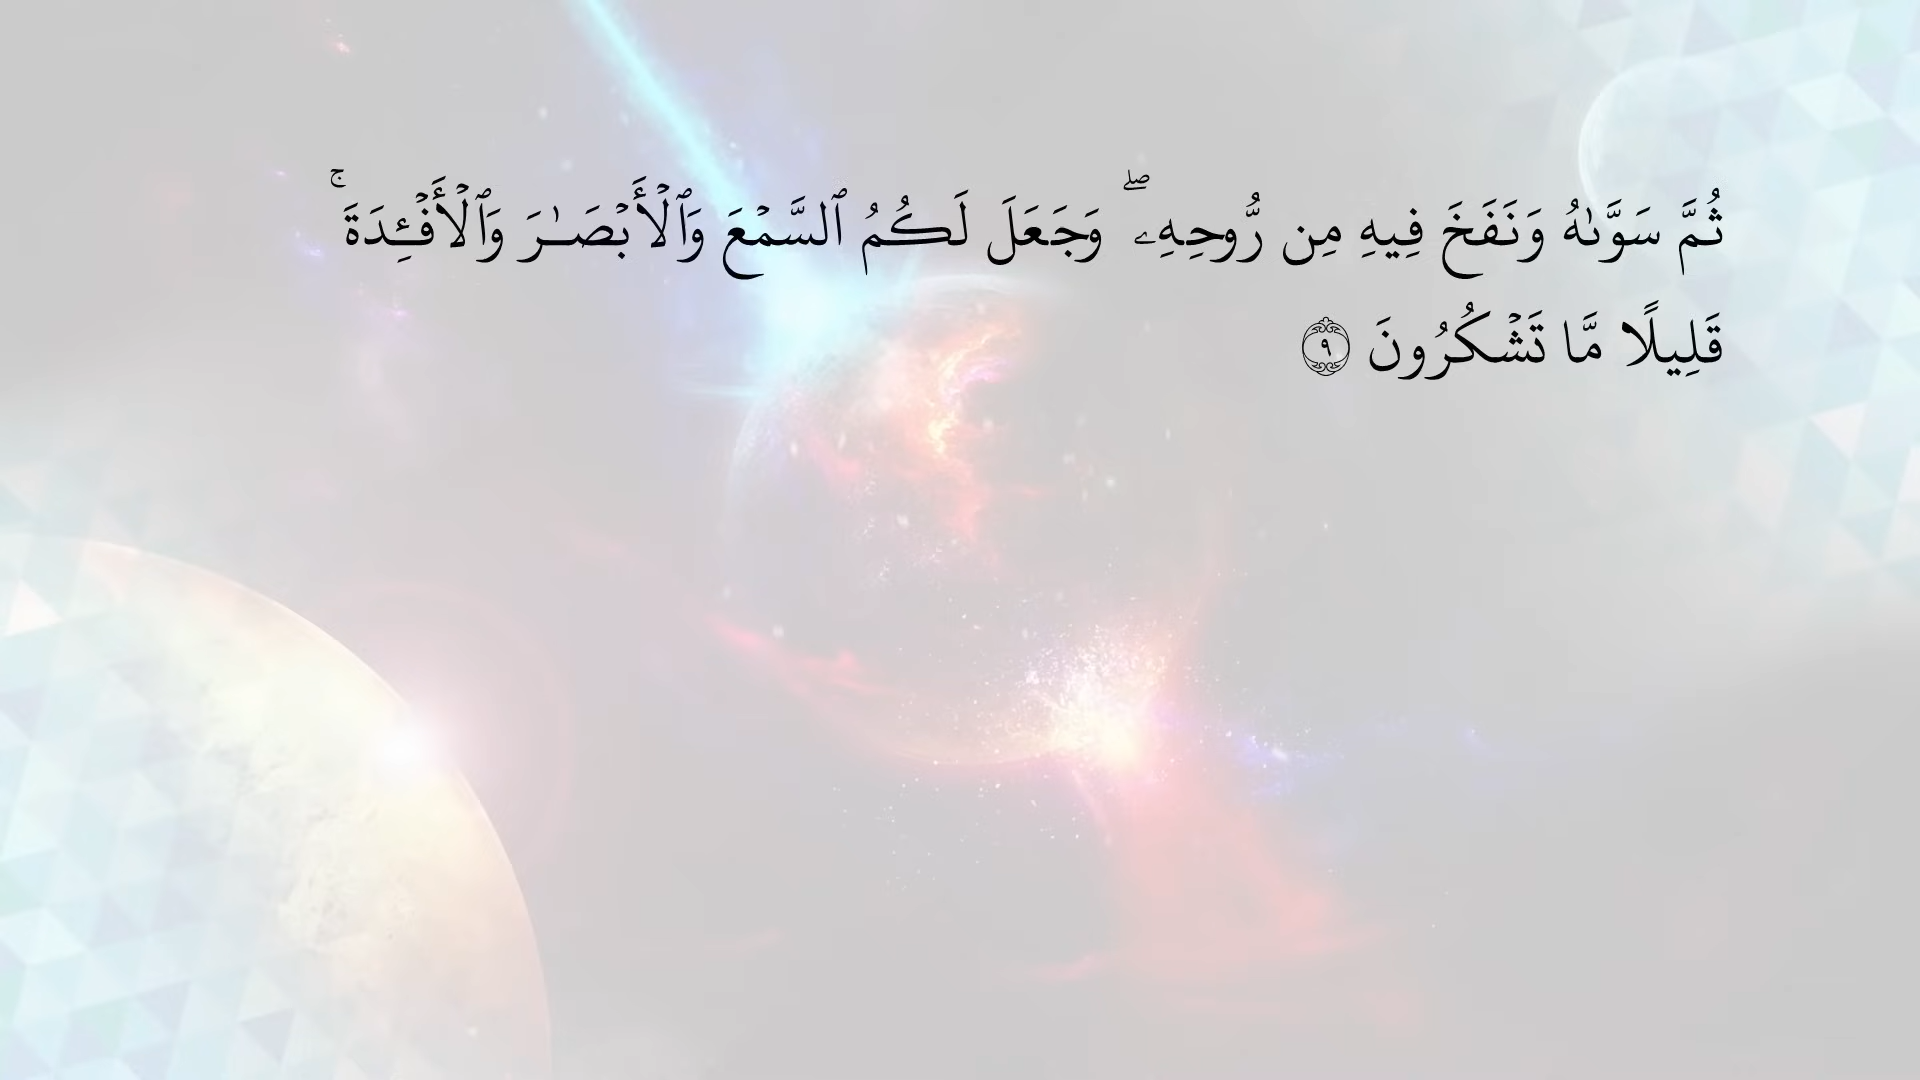 ثُمَّ سَوَّىٰهُ وَنَفَخَ فِيهِ مِن رُّوحِهِۦۖ وَجَعَلَ لَكُمُ ٱلسَّمۡعَ وَٱلۡأَبۡصَـٰرَ وَٱلۡأَفۡـِٔدَةَۚ
قَلِيلࣰا مَّا تَشۡكُرُونَ ٩